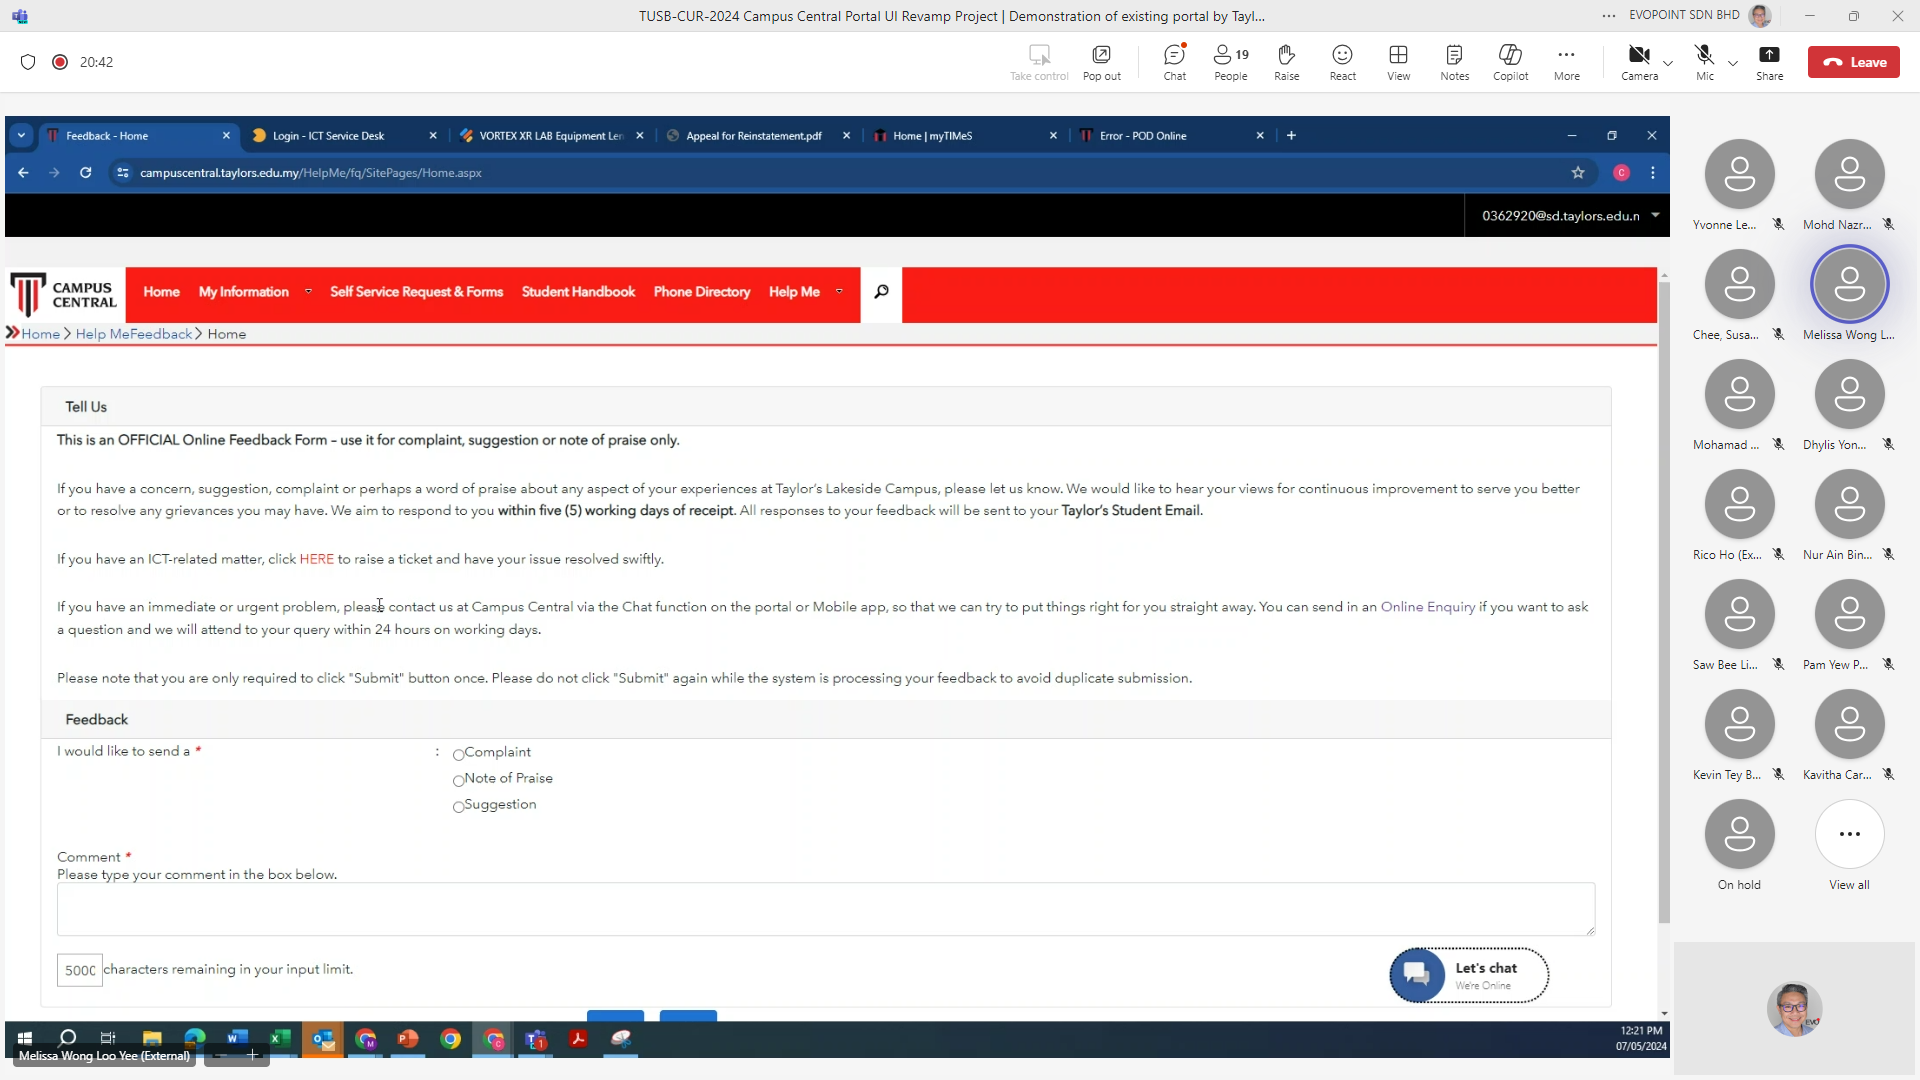 TUSB-CUR-2024 Campus Central Portal UI Revamp Project | Demonstration of existing portal by Tayl...
EVOPOINT SDN BHD
20:42
Take control
Pop out
Chat
19
People
Raise
React
View
Notes
Copilot
More
Camera
Mic
Share
Leave
Feedback - Home
Login - ICT Service Desk
VORTEX XR LAB Equipment Len
Appeal for Reinstatement.pdf
Home | myTIMeS
Error - POD Online
campuscentral.taylors.edu.my/HelpMe/fq/SitePages/Home.aspx
C
0362920@sd.taylors.edu.n
CAMPUS CENTRAL
Home
My Information
Self Service Request & Forms
Student Handbook
Phone Directory
Help Me
Home > Help MeFeedback > Home
Tell Us
This is an OFFICIAL Online Feedback Form – use it for complaint, suggestion or note of praise only.
If you have a concern, suggestion, complaint or perhaps a word of praise about any aspect of your experiences at Taylor's Lakeside Campus, please let us know. We would like to hear your views for continuous improvement to serve you better
or to resolve any grievances you may have. We aim to respond to you within five (5) working days of receipt. All responses to your feedback will be sent to your Taylor's Student Email.
If you have an ICT-related matter, click HERE to raise a ticket and have your issue resolved swiftly.
If you have an immediate or urgent problem, please contact us at Campus Central via the Chat function on the portal or Mobile app, so that we can try to put things right for you straight away. You can send in an Online Enquiry if you want to ask
a question and we will attend to your query within 24 hours on working days.
Please note that you are only required to click "Submit" button once. Please do not click "Submit" again while the system is processing your feedback to avoid duplicate submission.
Feedback
I would like to send a * :
Complaint
Note of Praise
Suggestion
Comment *
Please type your comment in the box below.
500C characters remaining in your input limit.
Let's chat
We're Online
12:21 PM
07/05/2024
Melissa Wong Loo Yee (External)
Yvonne Le...
Mohd Nazr...
Chee, Susa...
Melissa Wong L...
Mohamad ...
Dhylis Yon...
Rico Ho (Ex...
Nur Ain Bin...
Saw Bee Li...
Pam Yew P...
Kevin Tey B...
Kavitha Car...
On hold
View all